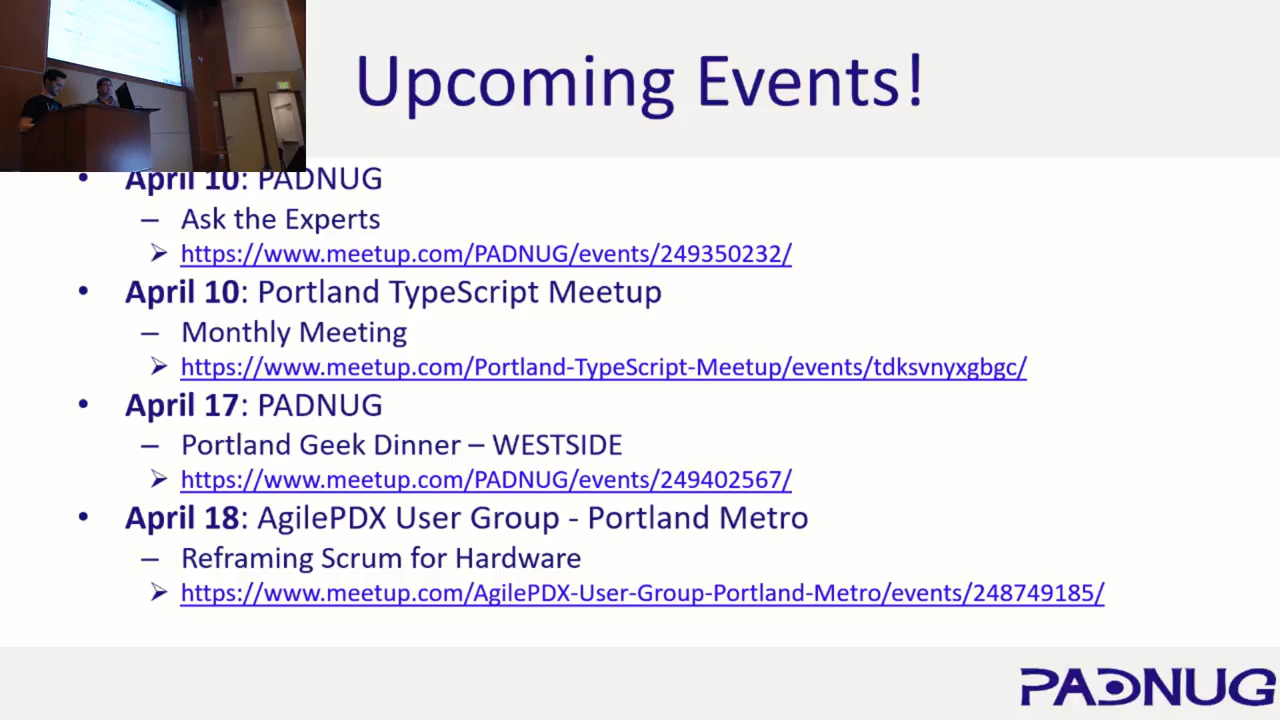 Upcoming Events!
• April 10: PADNUG
– Ask the Experts
➢ https://www.meetup.com/PADNUG/events/249350232/
• April 10: Portland TypeScript Meetup
– Monthly Meeting
➢ https://www.meetup.com/Portland-TypeScript-Meetup/events/tdksvnyxgbgc/
• April 17: PADNUG
– Portland Geek Dinner – WESTSIDE
➢ https://www.meetup.com/PADNUG/events/249402567/
• April 18: AgilePDX User Group - Portland Metro
– Reframing Scrum for Hardware
➢ https://www.meetup.com/AgilePDX-User-Group-Portland-Metro/events/248749185/
PADNUG